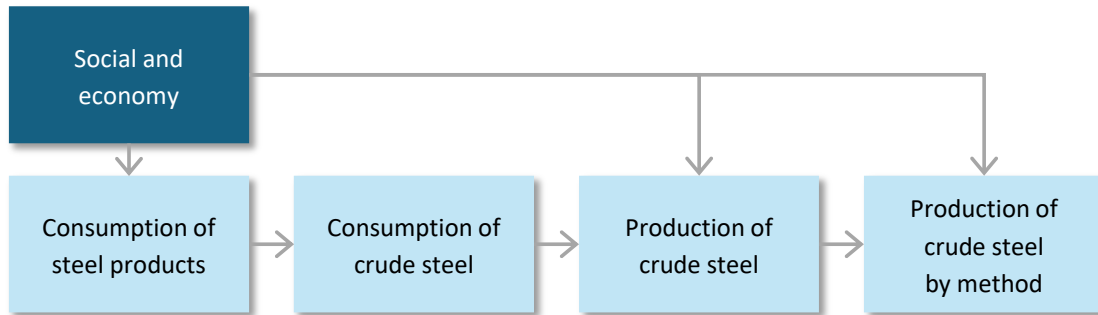 Social and
economy
Consumption of
steel products
Consumption of
crude steel
Production of
crude steel
Production of
crude steel
by method